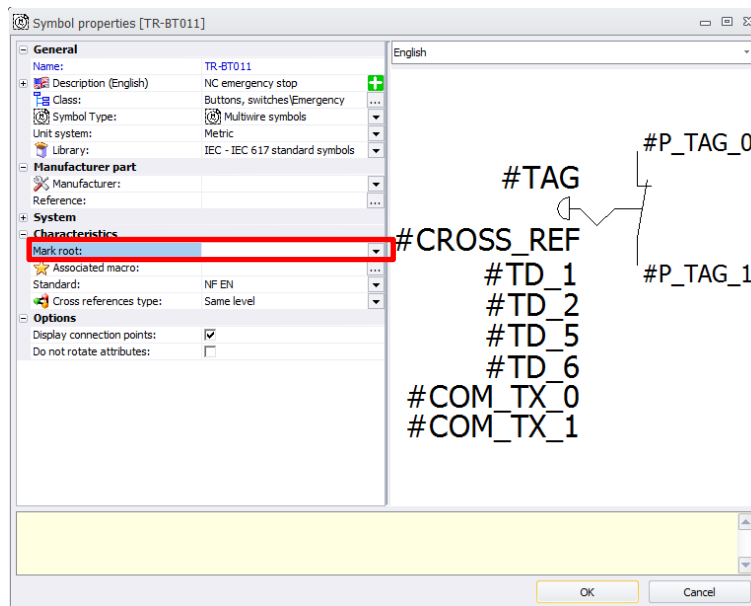 Symbol properties [TR-BT011]
General
Name: TR-BT011
Description (English) NC emergency stop
Class: Buttons, switches\Emergency ...
Symbol Type: Multiwire symbols
Unit system: Metric
Library: IEC - IEC 617 standard symbols
Manufacturer part
Manufacturer:
Reference: ...
System
Characteristics
Mark root:
Associated macro: ...
Standard: NF EN
Cross references type: Same level
Options
Display connection points:
Do not rotate attributes:
English
#P_TAG_0
#TAG
#CROSS_REF
#TD_1
#P_TAG_1
#TD_2
#TD_5
#TD_6
#COM_TX_0
#COM_TX_1
OK
Cancel